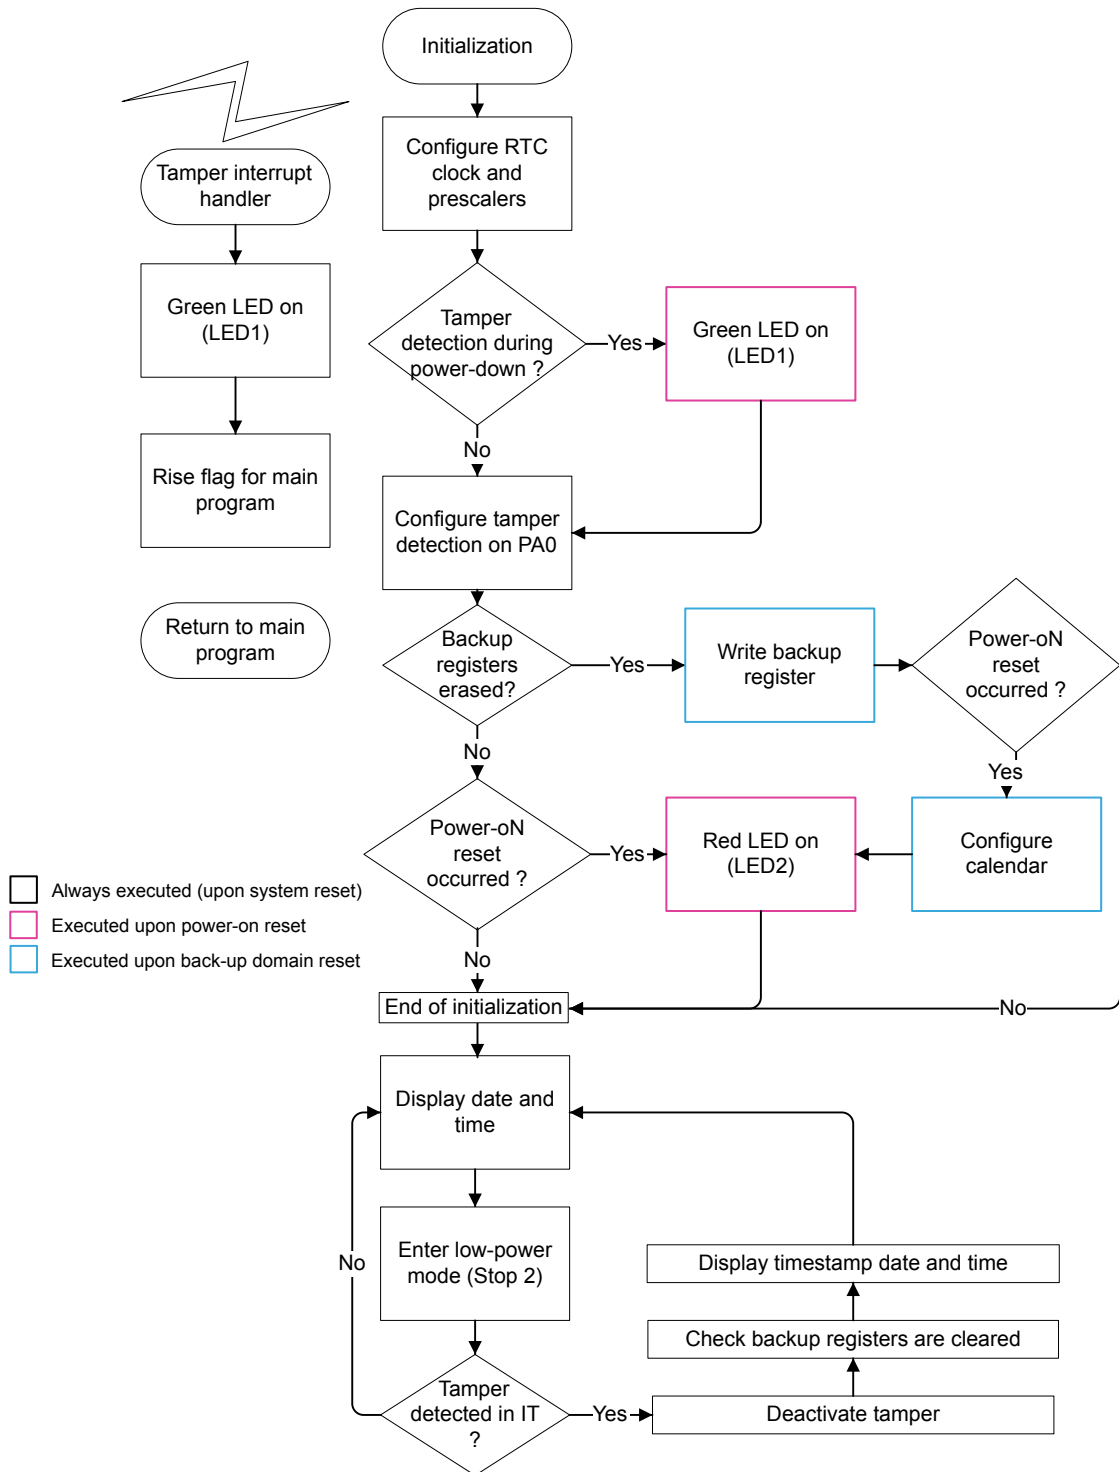 Initialization
Configure RTC
clock and
prescalers
Tamper interrupt
handler
Green LED on
(LED1)
Tamper
detection during
power-down ?
Yes
Green LED on
(LED1)
No
Rise flag for main
program
Configure tamper
detection on PA0
Return to main
program
Backup
registers
erased?
Yes
Write backup
register
Power-oN
reset
occurred ?
No
Yes
Power-oN
reset
occurred ?
Yes
Red LED on
(LED2)
Configure
calendar
Always executed (upon system reset)
Executed upon power-on reset
Executed upon back-up domain reset
No
End of initialization
No
Display date and
time
No
Enter low-power
mode (Stop 2)
Display timestamp date and time
Check backup registers are cleared
Tamper
detected in IT
?
Yes
Deactivate tamper